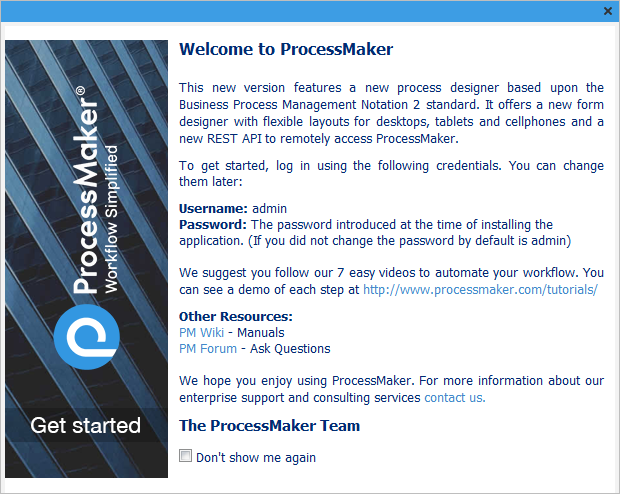 Welcome to ProcessMaker
This new version features a new process designer based upon the
Business Process Management Notation 2 standard. It offers a new form
designer with flexible layouts for desktops, tablets and cellphones and a
new REST API to remotely access ProcessMaker.
To get started, log in using the following credentials. You can change
them later:
Username: admin
Password: The password introduced at the time of installing the
application. (If you did not change the password by default is admin)
We suggest you follow our 7 easy videos to automate your workflow. You
can see a demo of each step at http://www.processmaker.com/tutorials/
Other Resources:
PM Wiki - Manuals
PM Forum - Ask Questions
We hope you enjoy using ProcessMaker. For more information about our
enterprise support and consulting services contact us.
The ProcessMaker Team
Don't show me again
ProcessMaker®
Workflow Simplified
Get started